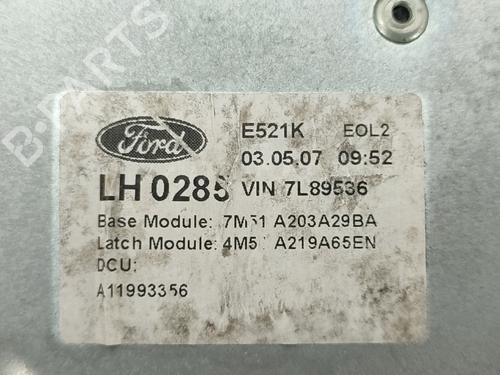 B-PARTS
Ford
E521K EOL2
03.05.07 09:52
LH 0285 VIN 7L89536
Base Module: 7M51 A203A29BA
Latch Module: 4M5 A219A65EN
DCU:
A11993356